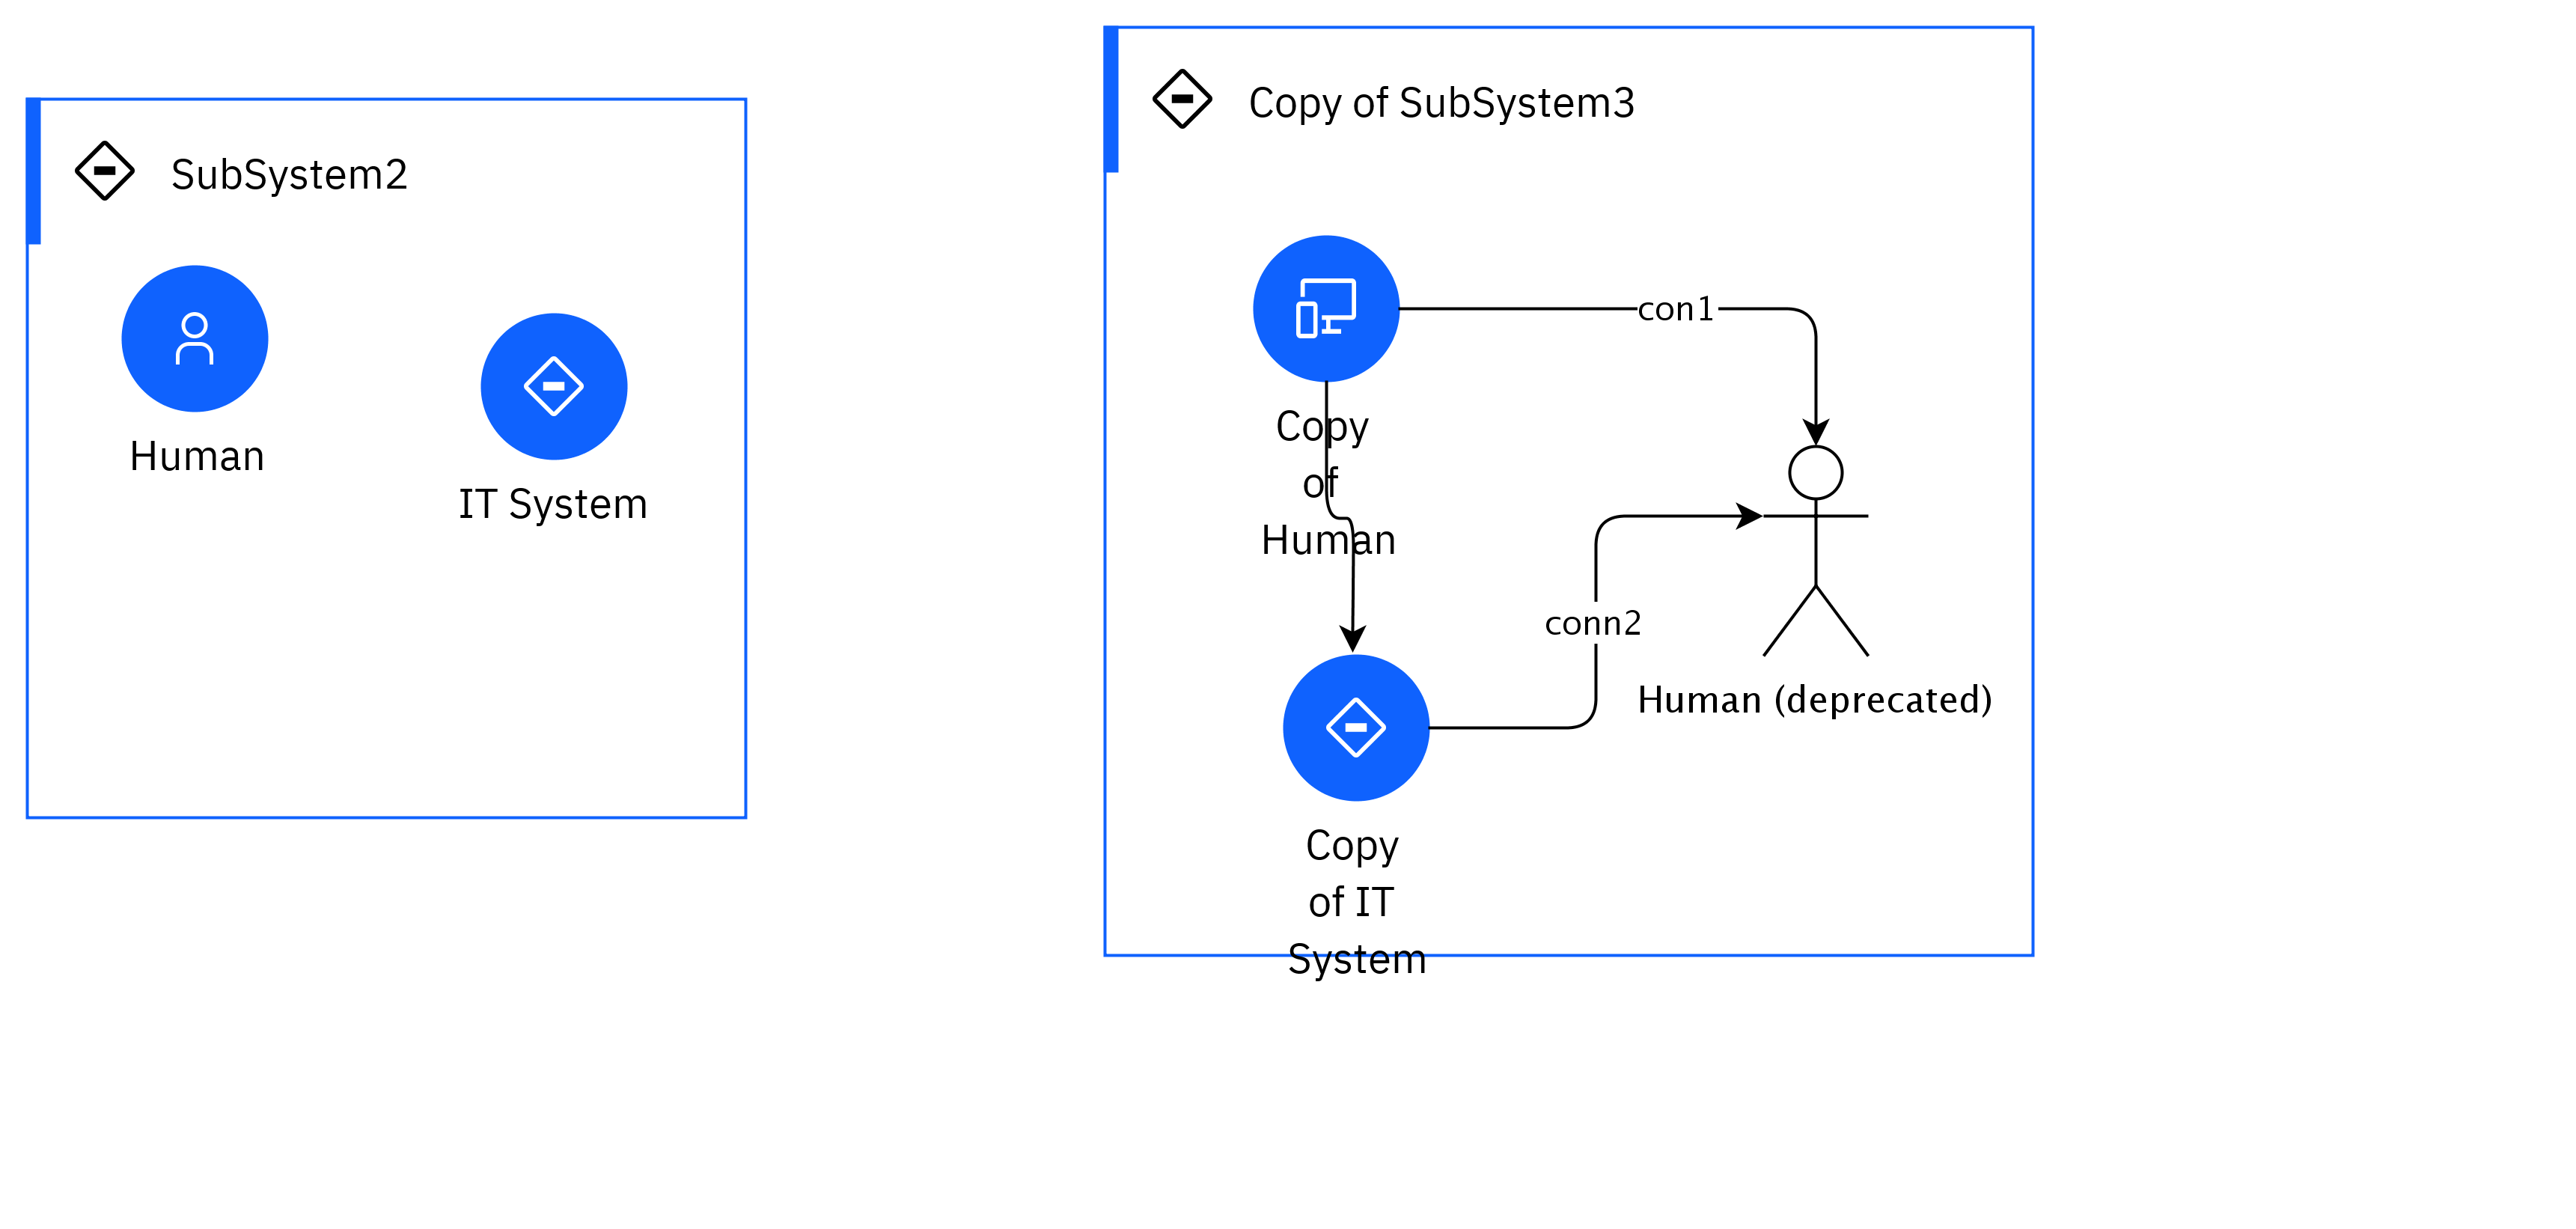 SubSystem2
Human
IT System
Copy of SubSystem3
con1
Copy
of
Human
conn2
Human (deprecated)
Copy
of IT
System